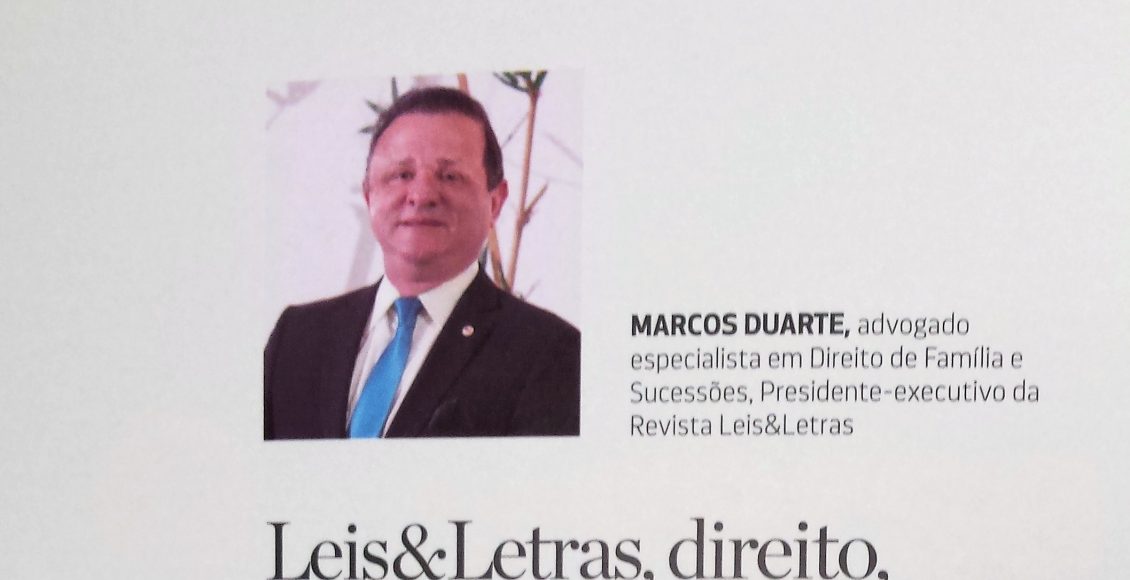 MARCOS DUARTE, advogado
especialista em Direito de Família e
Sucessões, Presidente-executivo da
Revista Leis&Letras
Leis&Letras, direito,